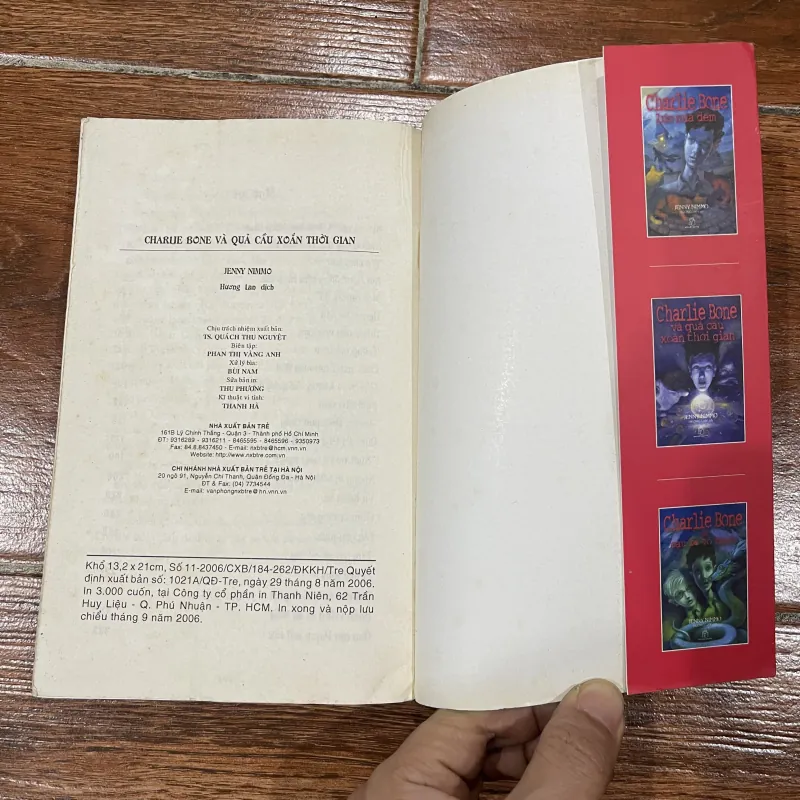 CHARLIE BONE VÀ QUẢ CẦU XOẮN THỜI GIAN
JENNY NIMMO
Hương Lan dịch
Chịu trách nhiệm xuất bản:
TS. QUÁCH THU NGUYỆT
Biên tập:
PHAN THỊ VÀNG ANH
Xử lý bìa:
BÙI NAM
Sửa bản in:
THU PHƯƠNG
Kĩ thuật vi tính:
THANH HÀ
NHÀ XUẤT BẢN TRẺ
161B Lý Chính Thắng - Quận 3 - Thành phố Hồ Chí Minh
ĐT: 9316289 - 9316211 - 8465595 - 8465596 - 9350973
Fax: 84.8.8437450 - E-mail: nxbtre@hcm.vnn.vn
Website: http://www.nxbtre.com.vn
CHI NHÁNH NHÀ XUẤT BẢN TRẺ TẠI HÀ NỘI
20 ngõ 91, Nguyễn Chí Thanh, Quận Đống Đa - Hà Nội
ĐT & Fax: (04) 7734544
E-mail: vanphongnxbtre@hn.vnn.vn
Khổ 13,2 x 21cm, Số 11-2006/CXB/184-262/ĐKKH/Tre Quyết
định xuất bản số: 1021A/QĐ-Tre, ngày 29 tháng 8 năm 2006.
In 3.000 cuốn, tại Công ty cổ phần in Thanh Niên, 62 Trần
Huy Liệu - Q. Phú Nhuận - TP. HCM. In xong và nộp lưu
chiểu tháng 9 năm 2006.
Charlie Bone
lúc nửa đêm
JENNY NIMMO
Charlie Bone
và quả cầu
xoắn thời gian
JENNY NIMMO
Charlie Bone
JENNY NIMMO